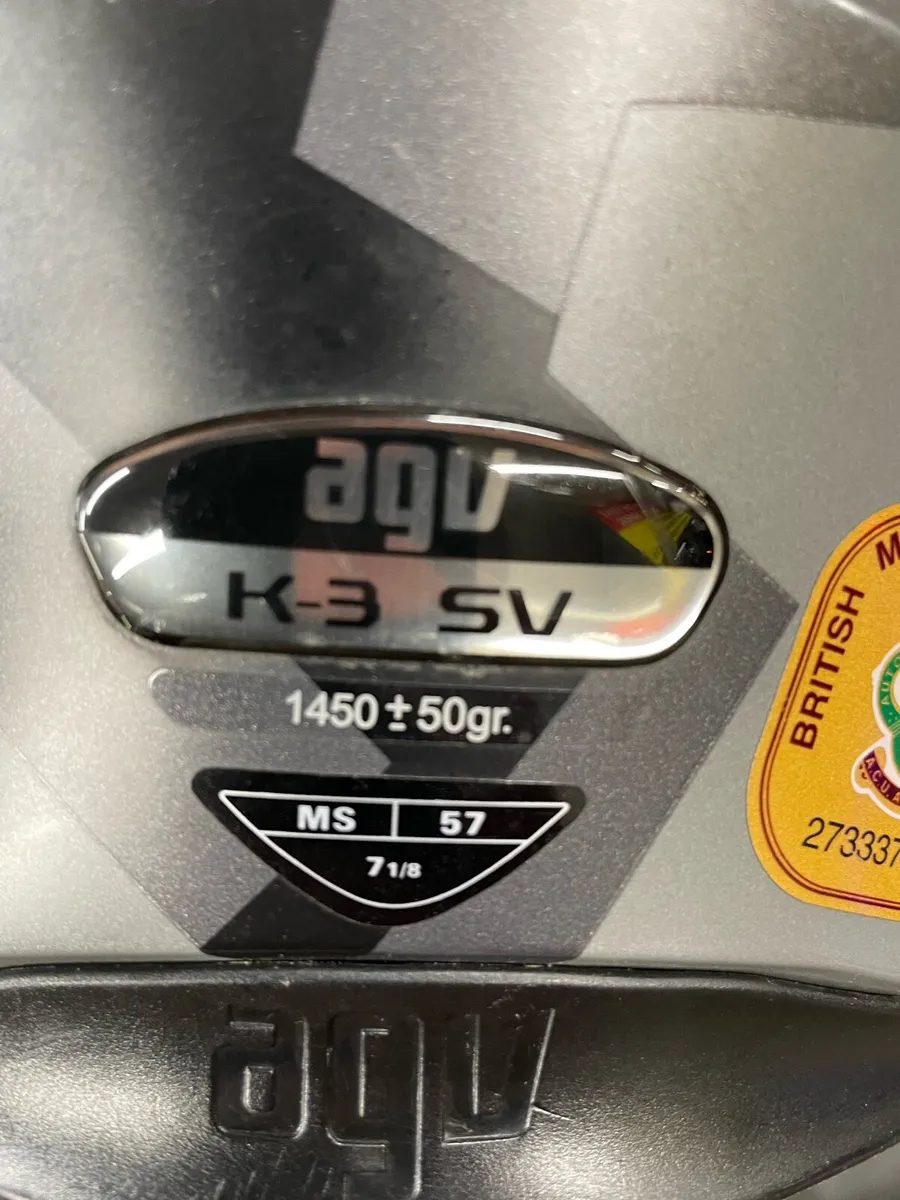 agv
K-3 SV
1450 ± 50gr.
MS 57
7 1/8
BRITISH
A.C.U.
273337
agv